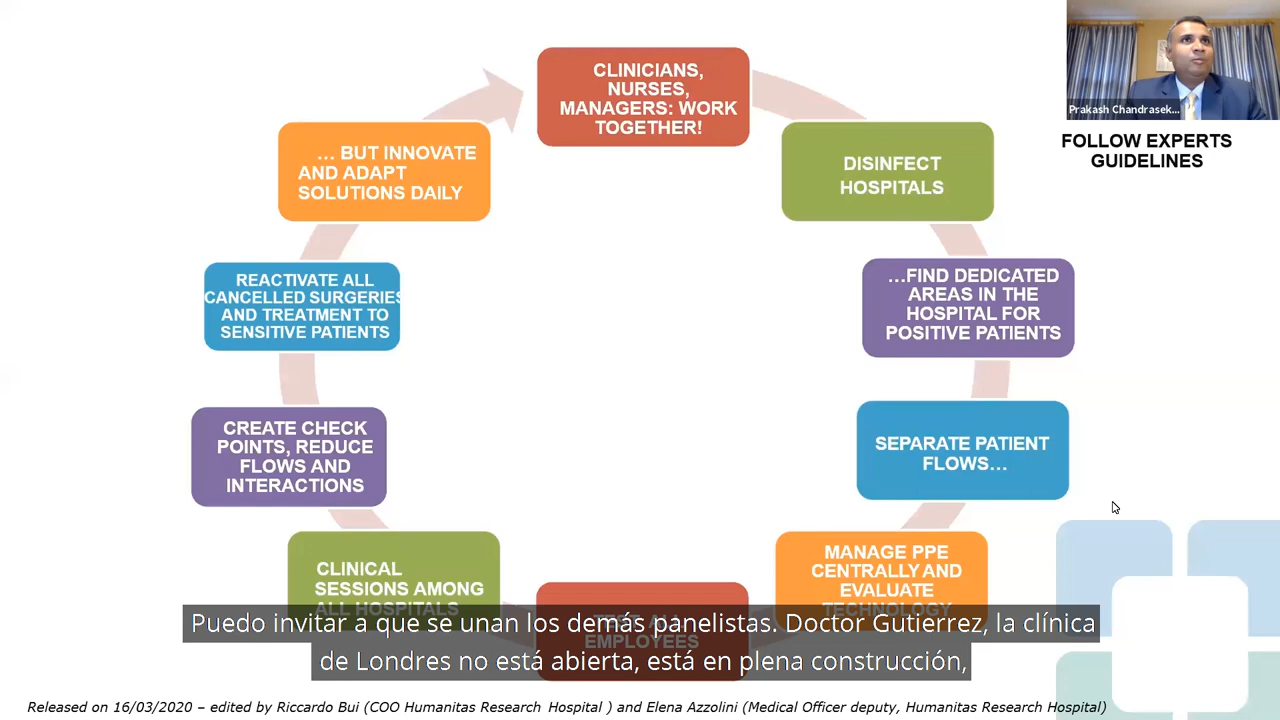 CLINICIANS,
NURSES,
MANAGERS: WORK
TOGETHER!
Prakash Chandrasek...
FOLLOW EXPERTS
GUIDELINES
DISINFECT
HOSPITALS
...FIND DEDICATED
AREAS IN THE
HOSPITAL FOR
POSITIVE PATIENTS
SEPARATE PATIENT
FLOWS...
MANAGE PPE
CENTRALLY AND
EVALUATE
TECHNOLOGY
EMPLOYEES
CLINICAL
SESSIONS AMONG
ALL HOSPITALS
CREATE CHECK
POINTS, REDUCE
FLOWS AND
INTERACTIONS
REACTIVATE ALL
CANCELLED SURGERIES
AND TREATMENT TO
SENSITIVE PATIENTS
... BUT INNOVATE
AND ADAPT
SOLUTIONS DAILY
Puedo invitar a que se unan los demás panelistas. Doctor Gutierrez, la clínica
de Londres no está abierta, está en plena construcción,
Released on 16/03/2020 – edited by Riccardo Bui (COO Humanitas Research Hospital ) and Elena Azzolini (Medical Officer deputy, Humanitas Research Hospital)